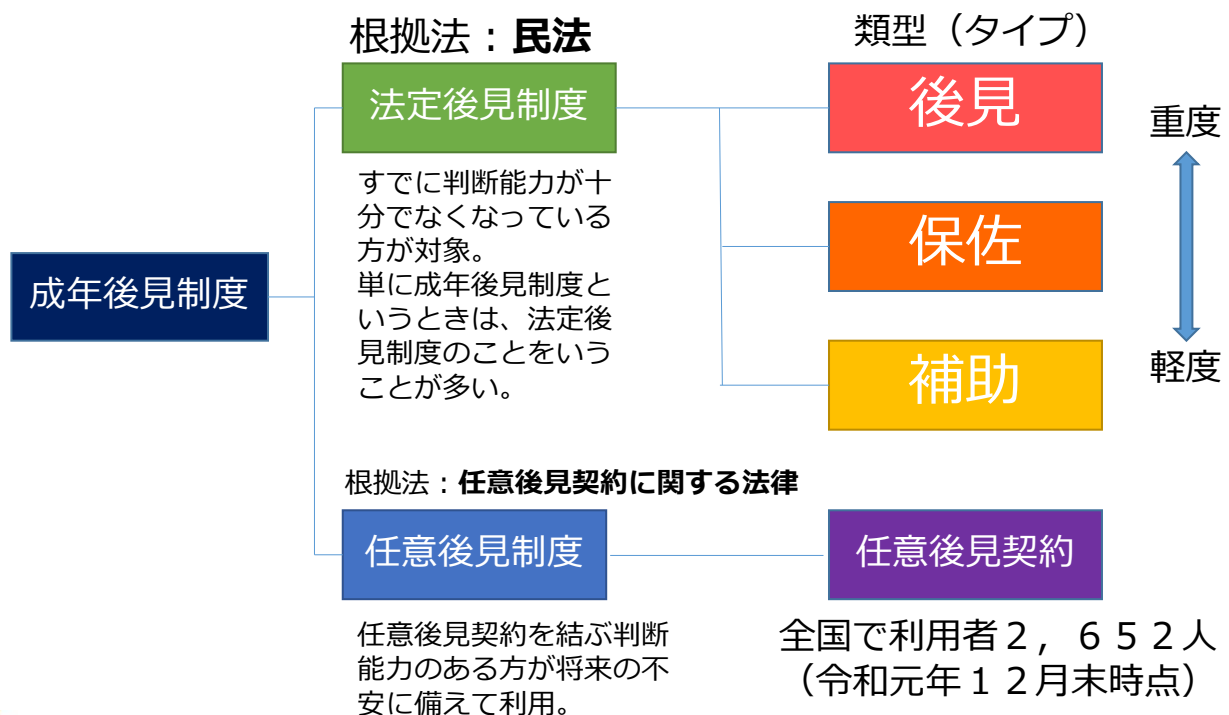 根拠法：民法
類型（タイプ）
法定後見制度
後見
重度
すでに判断能力が十
分でなくなっている
方が対象。
単に成年後見制度と
いうときは、法定後
見制度のことをいう
ことが多い。
保佐
成年後見制度
補助
軽度
根拠法：任意後見契約に関する法律
任意後見制度
任意後見契約
任意後見契約を結ぶ判断
能力のある方が将来の不
安に備えて利用。
全国で利用者２，６５２人
（令和元年１２月末時点）